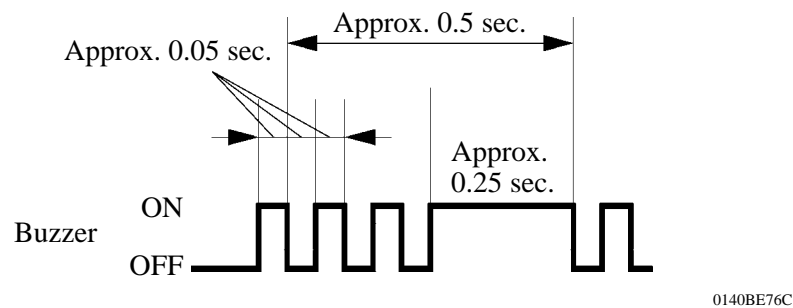 Approx. 0.5 sec.
Approx. 0.05 sec.
Approx.
0.25 sec.
ON
Buzzer
OFF
0140BE76C